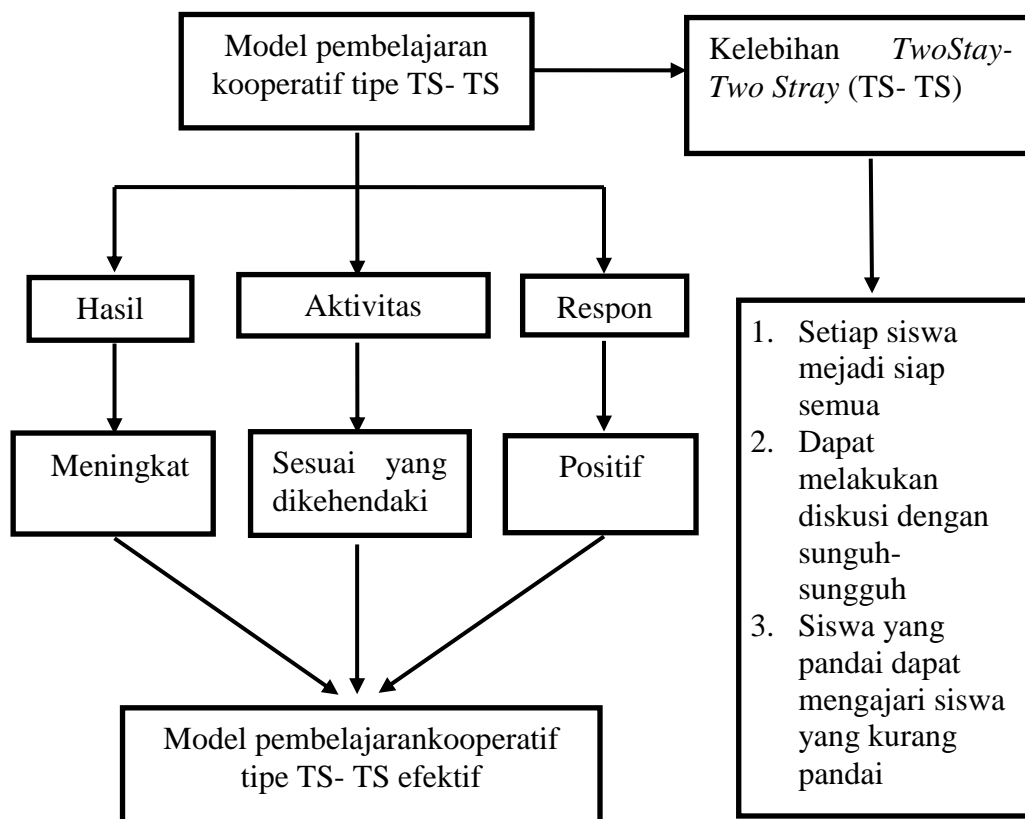 Model pembelajaran
kooperatif tipe TS- TS
Kelebihan TwoStay-
Two Stray (TS- TS)
Hasil
Aktivitas
Respon
Meningkat
Sesuai yang
dikehendaki
Positif
1. Setiap siswa
mejadi siap
semua
2. Dapat
melakukan
diskusi dengan
sunguh-
sungguh
3. Siswa yang
pandai dapat
mengajari siswa
yang kurang
pandai
Model pembelajarankooperatif
tipe TS- TS efektif